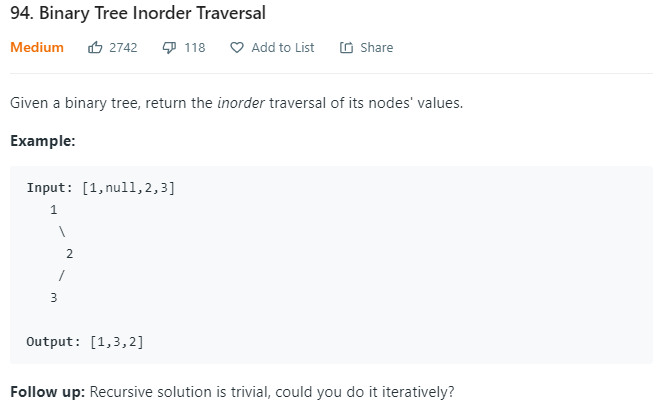 94. Binary Tree Inorder Traversal
Medium 2742 118 Add to List Share
Given a binary tree, return the inorder traversal of its nodes' values.
Example:
Input: [1,null,2,3]
1
\
2
/
3
Output: [1,3,2]
Follow up: Recursive solution is trivial, could you do it iteratively?